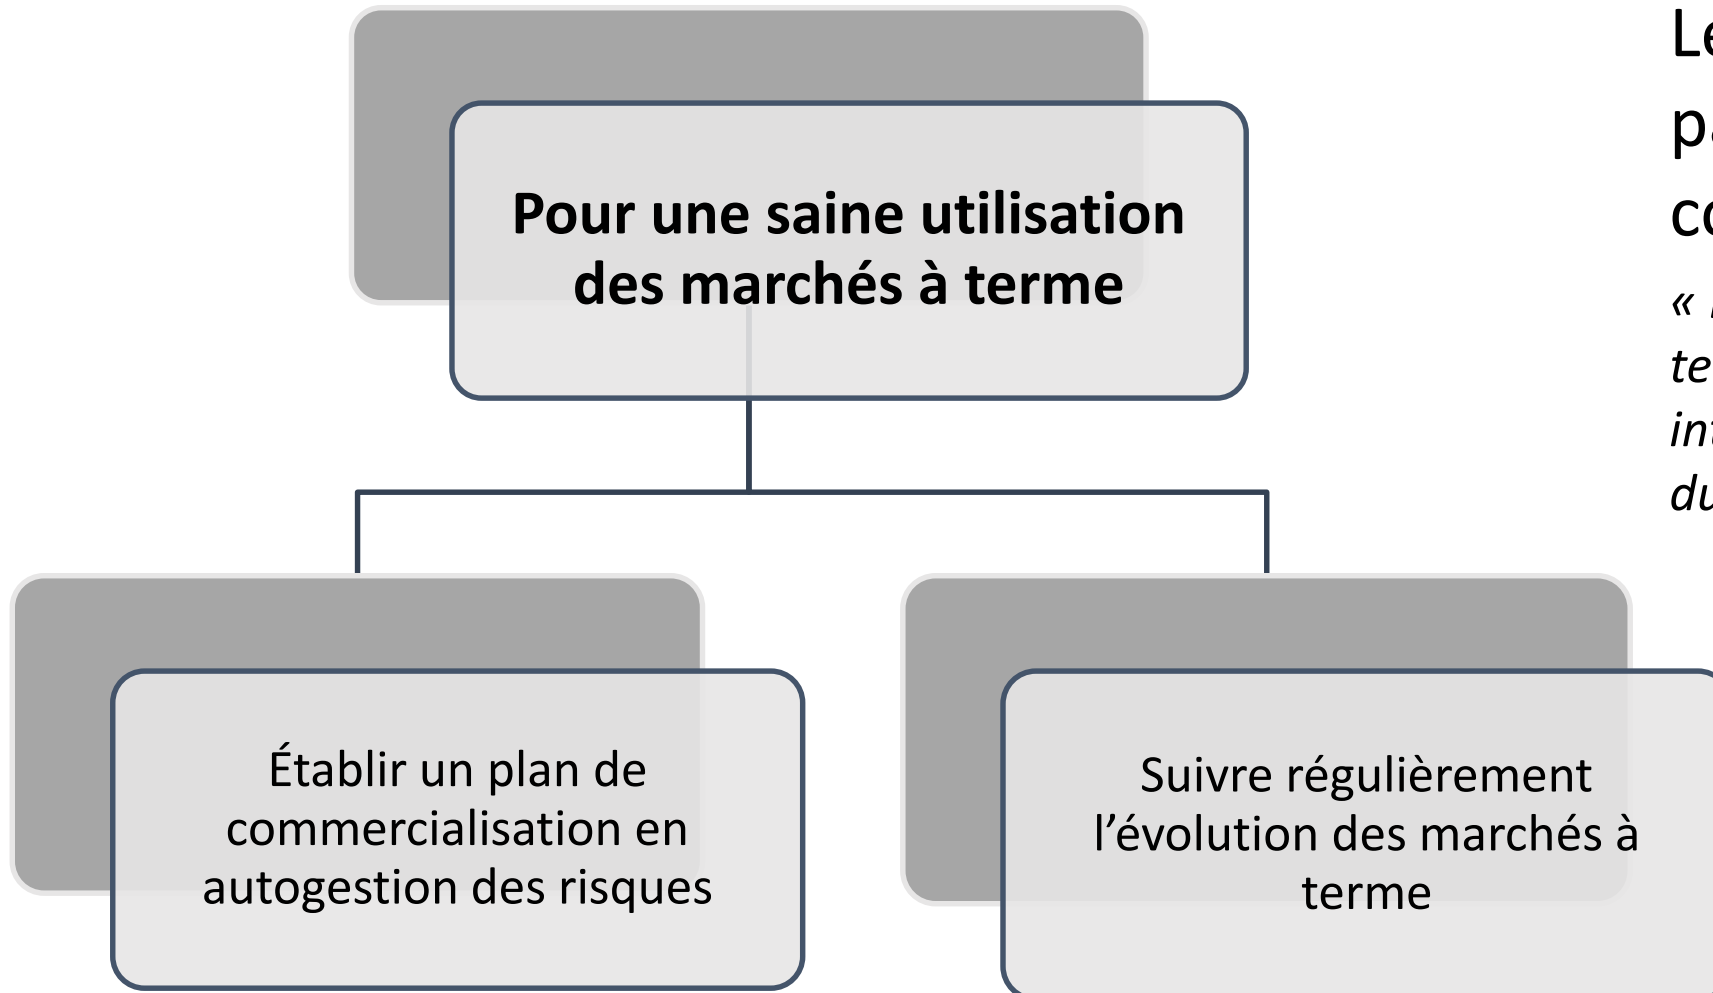 Pour une saine utilisation
des marchés à terme
Établir un plan de
commercialisation en
autogestion des risques
Suivre régulièrement
l’évolution des marchés à
terme